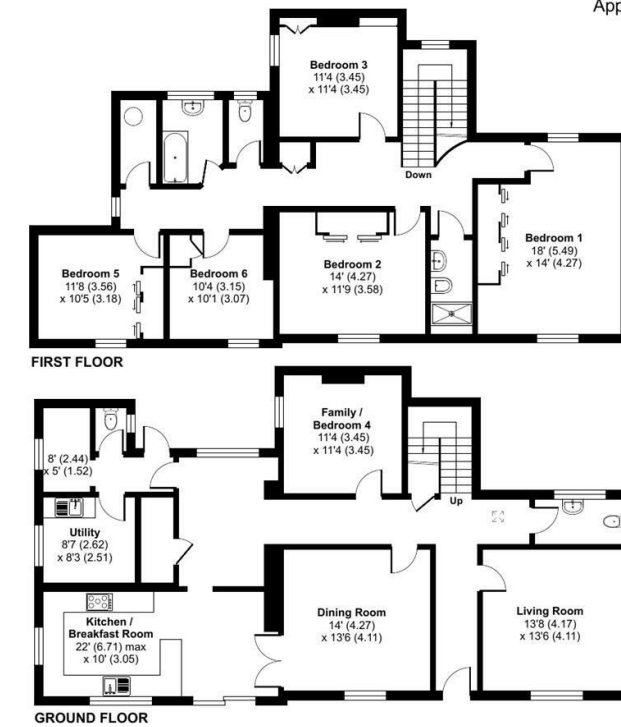 App
Bedroom 3
11'4 (3.45)
x 11'4 (3.45)
Down
Bedroom 1
18' (5.49)
x 14' (4.27)
Bedroom 2
14' (4.27)
x 11'9 (3.58)
Bedroom 5
11'8 (3.56)
x 10'5 (3.18)
Bedroom 6
10'4 (3.15)
x 10'1 (3.07)
FIRST FLOOR
Family /
Bedroom 4
11'4 (3.45)
x 11'4 (3.45)
8' (2.44)
x 5' (1.52)
Up
Utility
8'7 (2.62)
x 8'3 (2.51)
Kitchen /
Breakfast Room
22' (6.71) max
x 10' (3.05)
Dining Room
14' (4.27)
x 13'6 (4.11)
Living Room
13'8 (4.17)
x 13'6 (4.11)
GROUND FLOOR